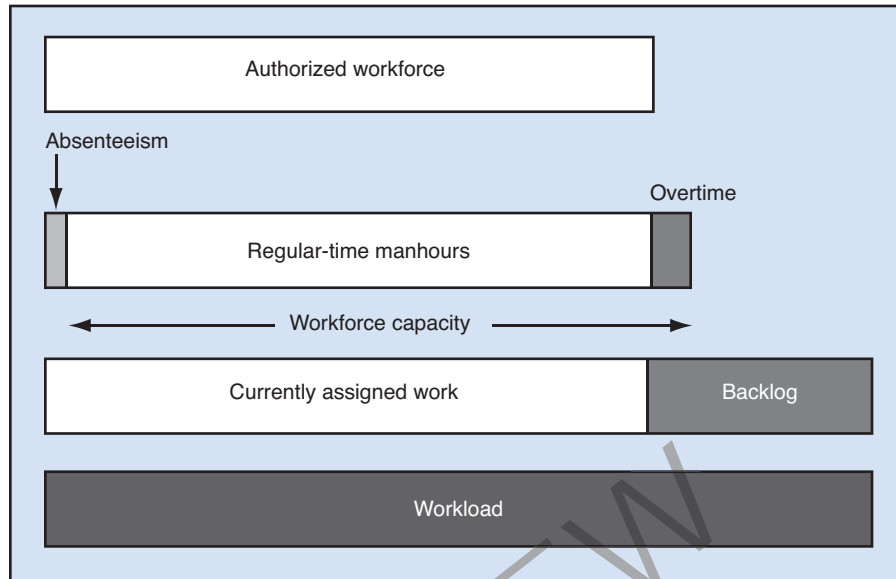 Authorized workforce
Absenteeism
Overtime
Regular-time manhours
Workforce capacity
Currently assigned work
Backlog
Workload